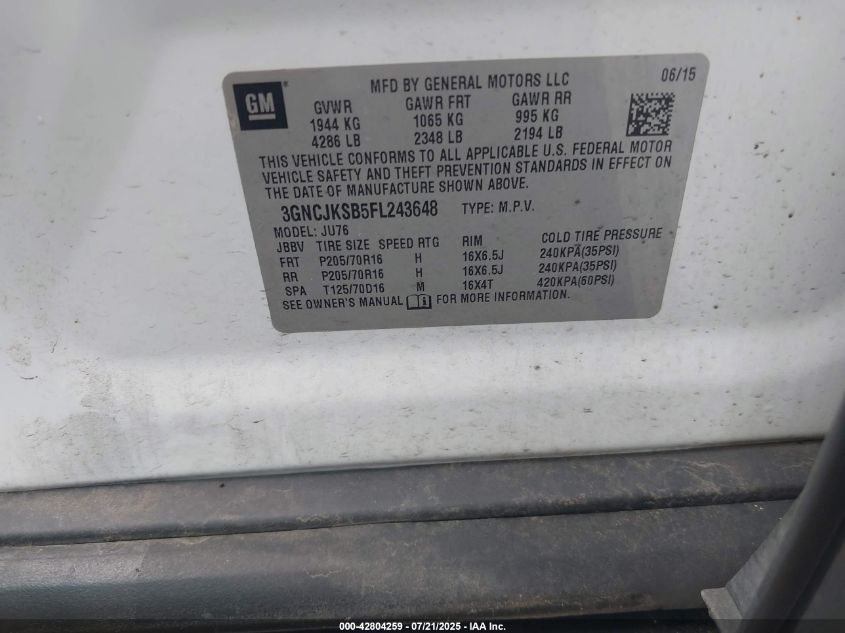 GM
MFD BY GENERAL MOTORS LLC 06/15
GVWR GAWR FRT GAWR RR
1944 KG 1065 KG 995 KG
4286 LB 2348 LB 2194 LB
THIS VEHICLE CONFORMS TO ALL APPLICABLE U.S. FEDERAL MOTOR
VEHICLE SAFETY AND THEFT PREVENTION STANDARDS IN EFFECT ON
THE DATE OF MANUFACTURE SHOWN ABOVE.
3GNCJKSB5FL243648 TYPE: M.P.V.
MODEL: JU76
JBBV TIRE SIZE SPEED RTG RIM COLD TIRE PRESSURE
FRT P205/70R16 H 16X6.5J 240KPA(35PSI)
RR P205/70R16 H 16X6.5J 240KPA(35PSI)
SPA T125/70D16 M 16X4T 420KPA(60PSI)
SEE OWNER'S MANUAL FOR MORE INFORMATION.
000-42804259 - 07/21/2025 - IAA Inc.